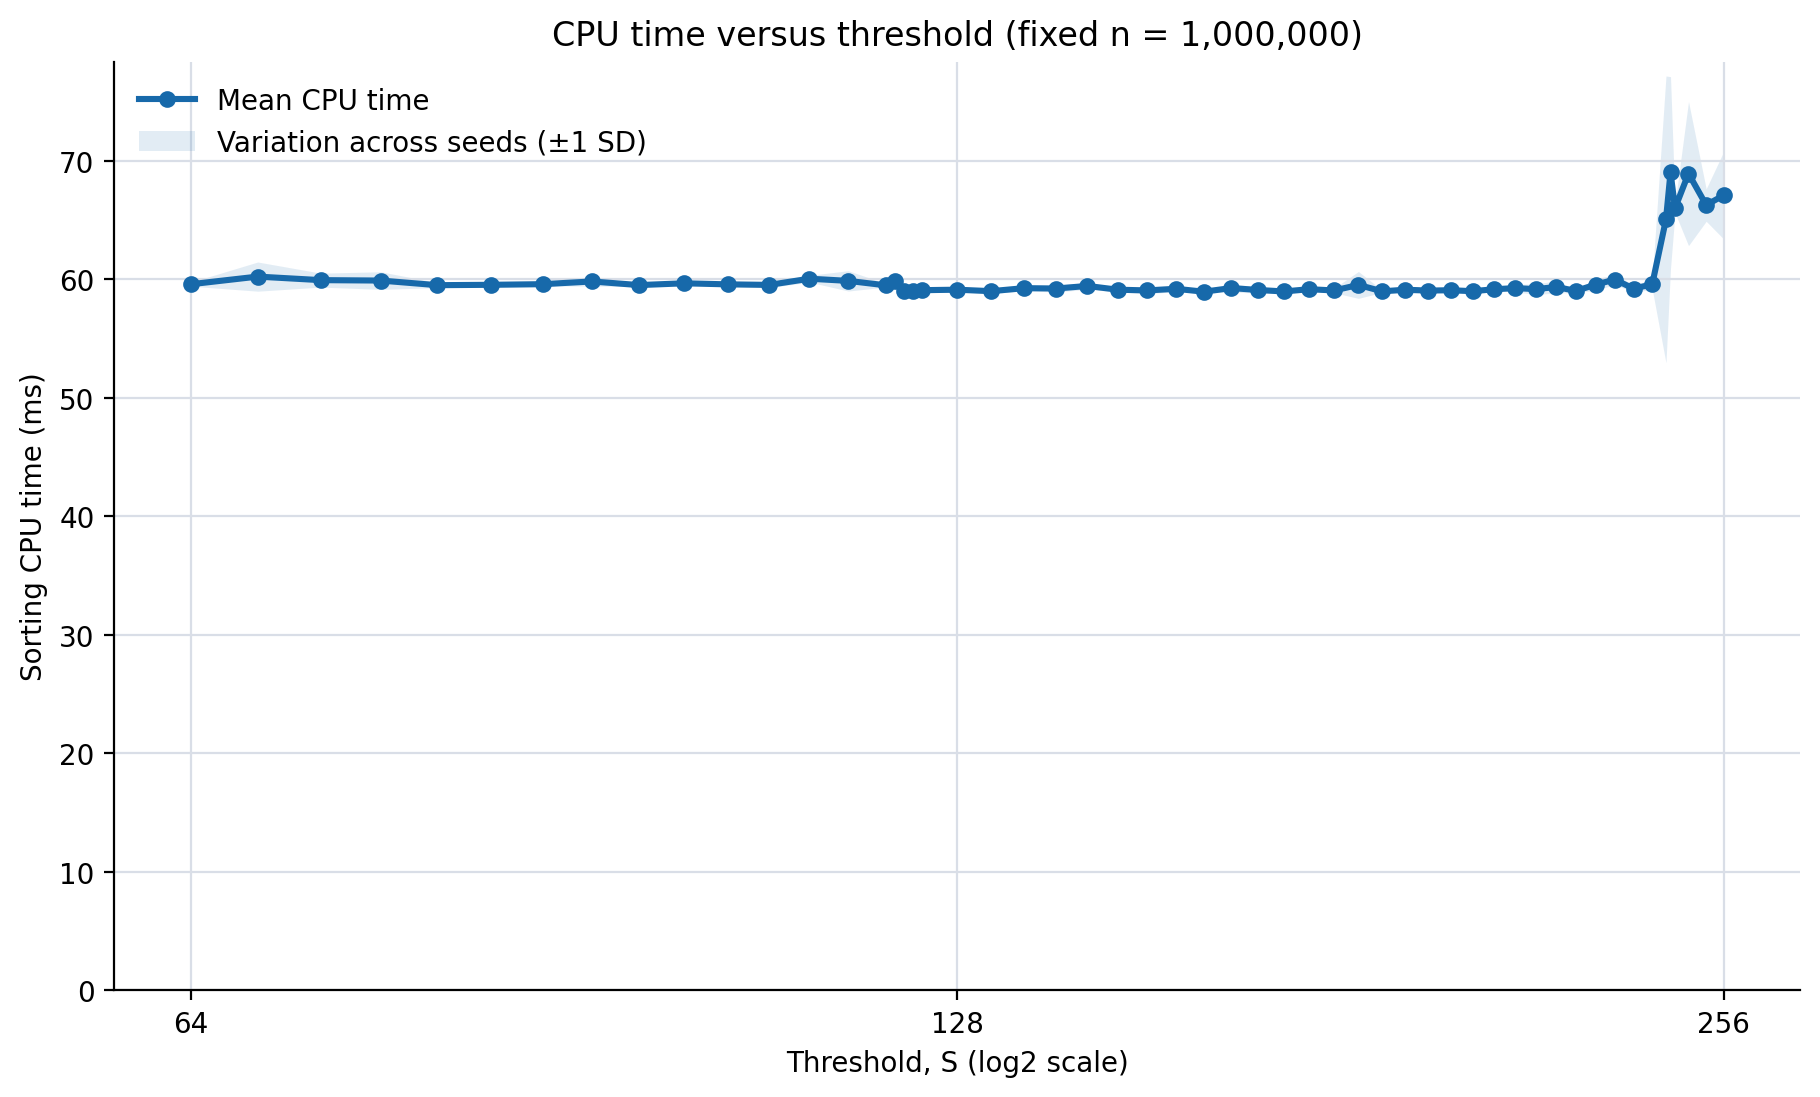 CPU time versus threshold (fixed n = 1,000,000)
Mean CPU time
Variation across seeds (±1 SD)
Sorting CPU time (ms)
70
60
50
40
30
20
10
0
64
128
256
Threshold, S (log2 scale)